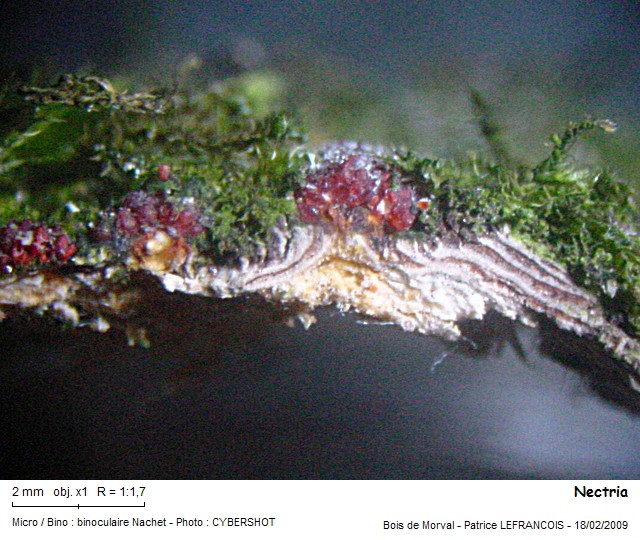 2 mm obj. x1 R = 1:1,7
Nectria
Micro / Bino : binoculaire Nachet - Photo : CYBERSHOT
Bois de Morval - Patrice LEFRANCOIS - 18/02/2009